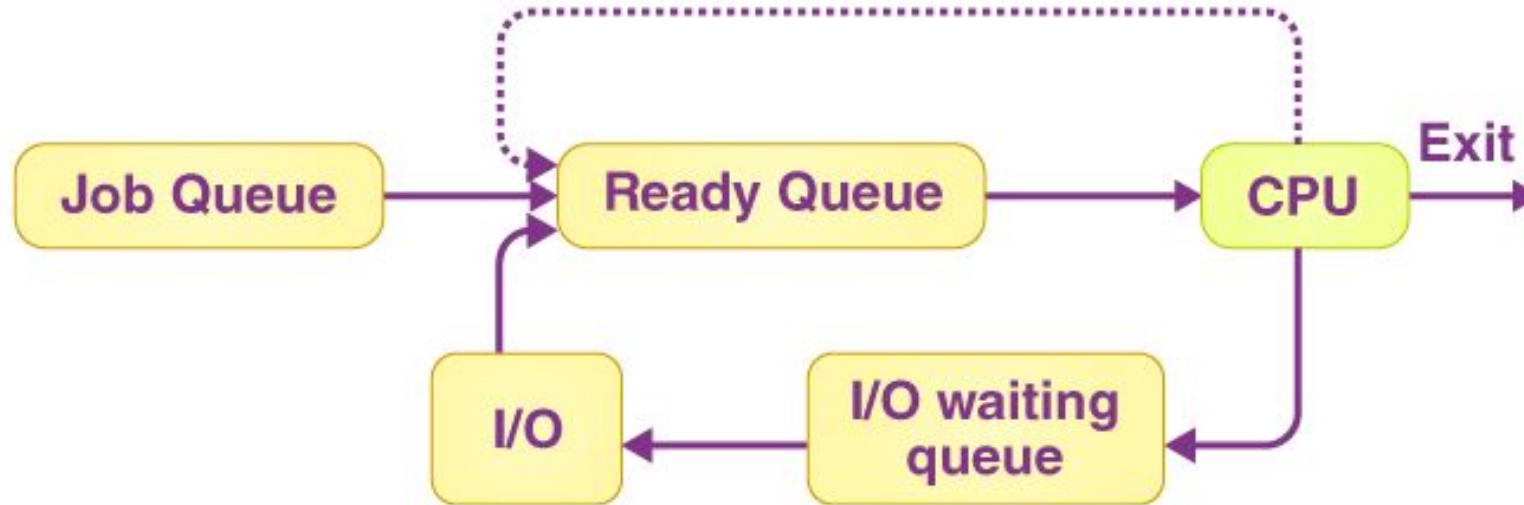 Exit
Job Queue
Ready Queue
CPU
I/O
I/O waiting
queue